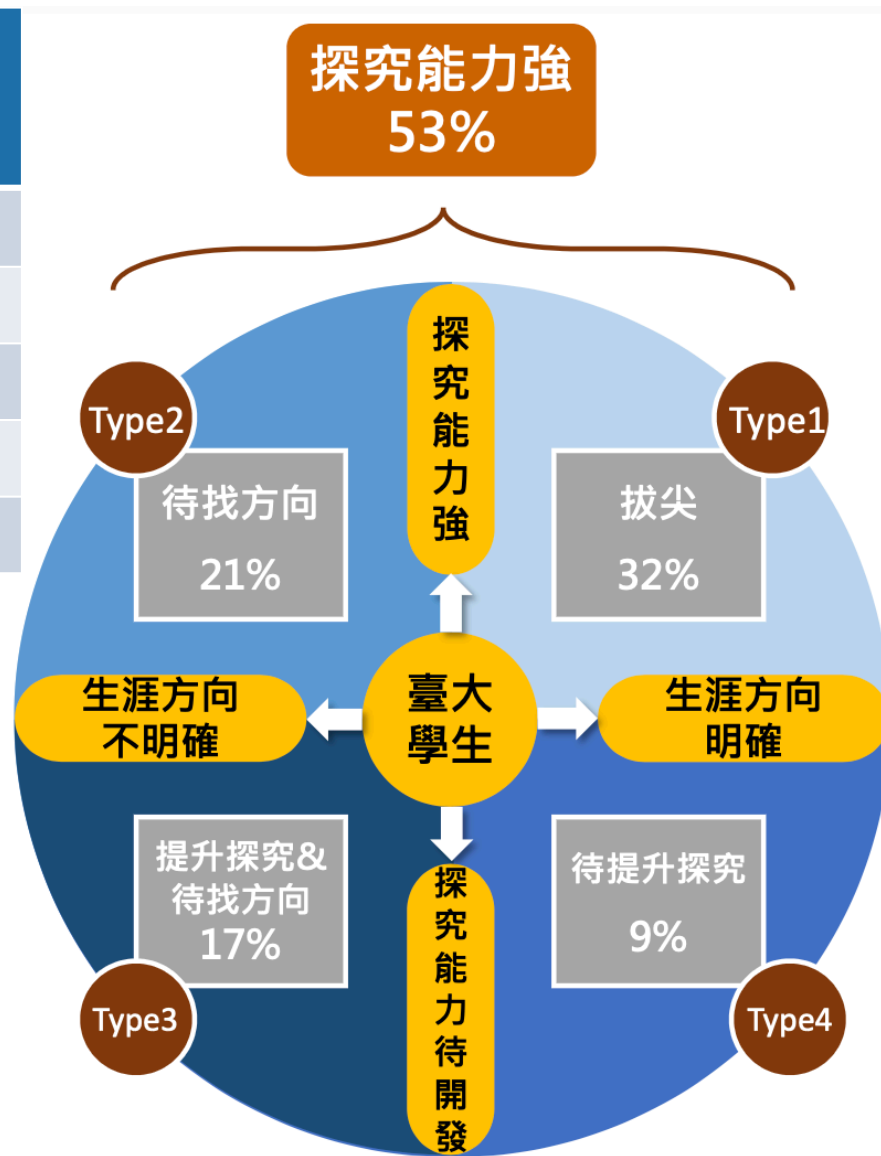 探究能力強
53%
探究能力強
Type2
Type1
待找方向
21%
拔尖
32%
生涯方向
不明確
臺大
學生
生涯方向
明確
提升探究&
待找方向
17%
待提升探究
9%
探究能力待開發
Type3
Type4